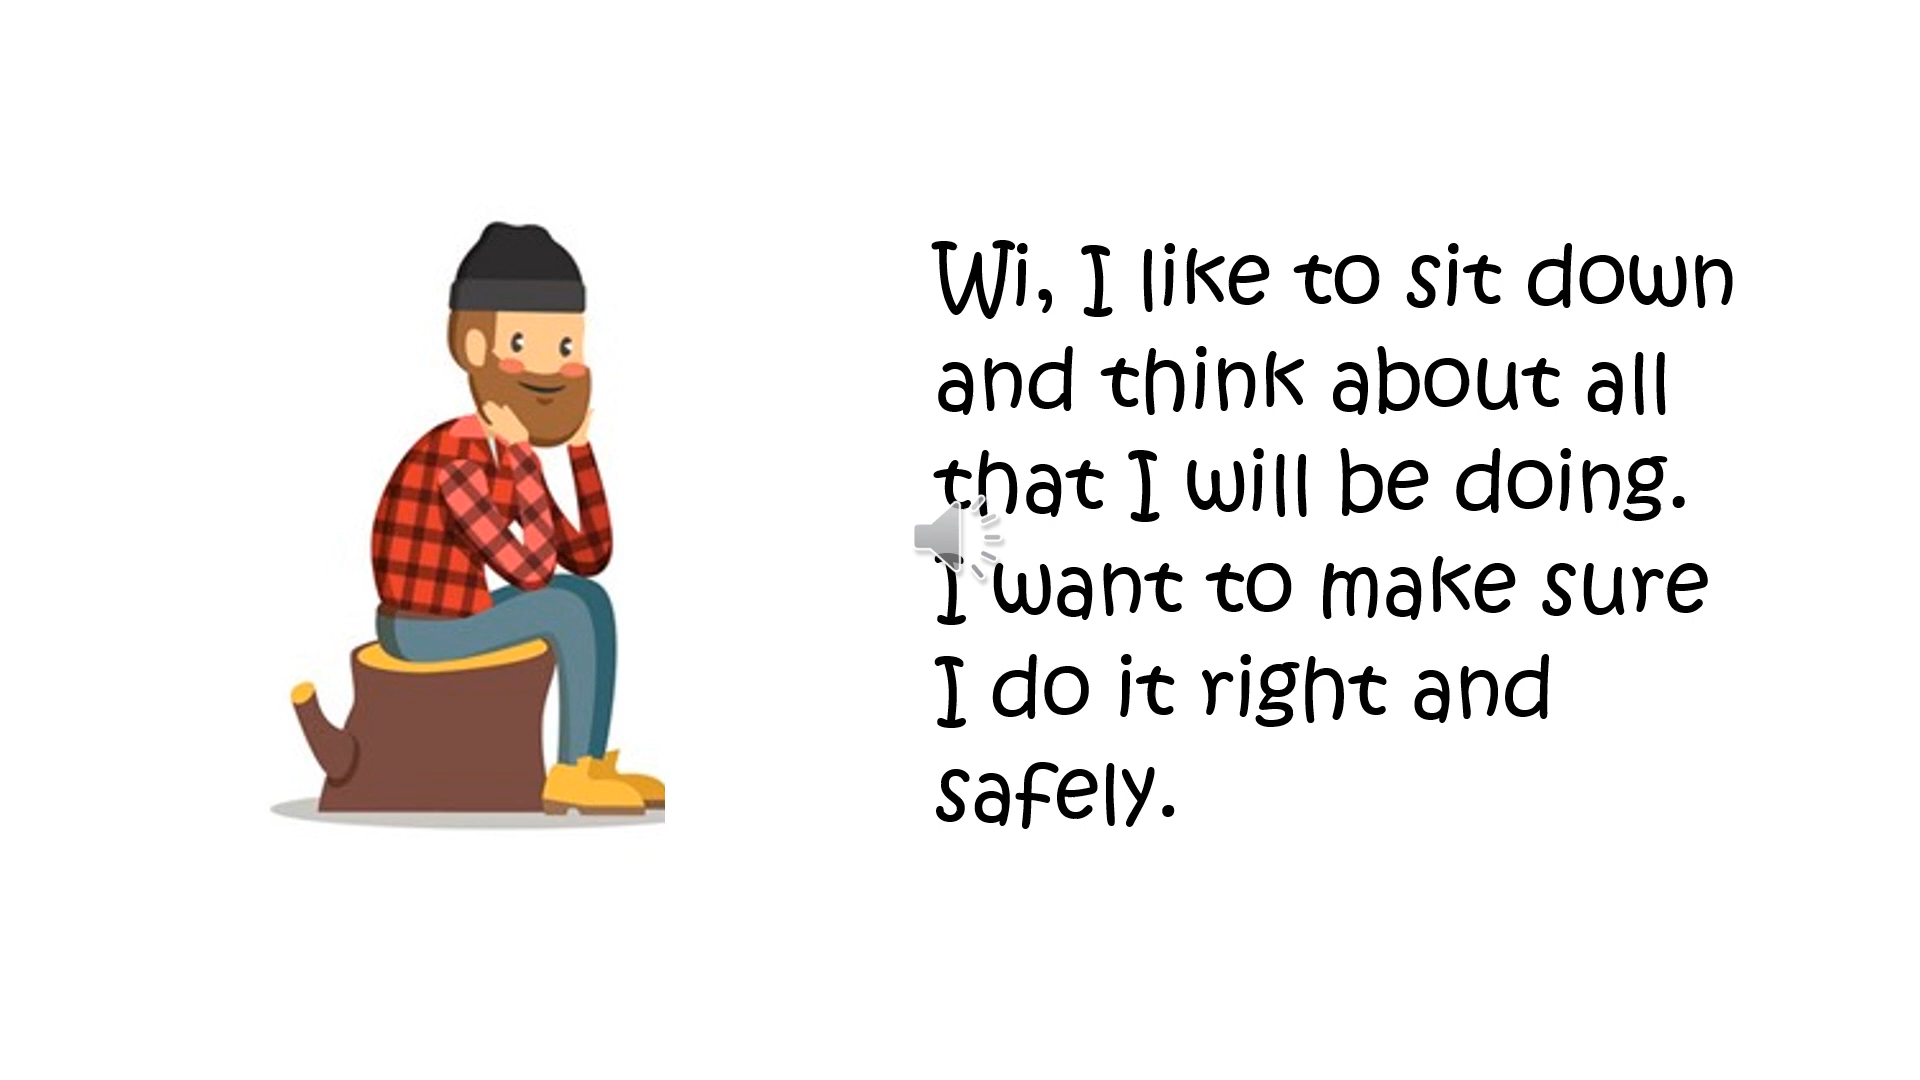 Wi, I like to sit down
and think about all
that I will be doing.
I want to make sure
I do it right and
safely.